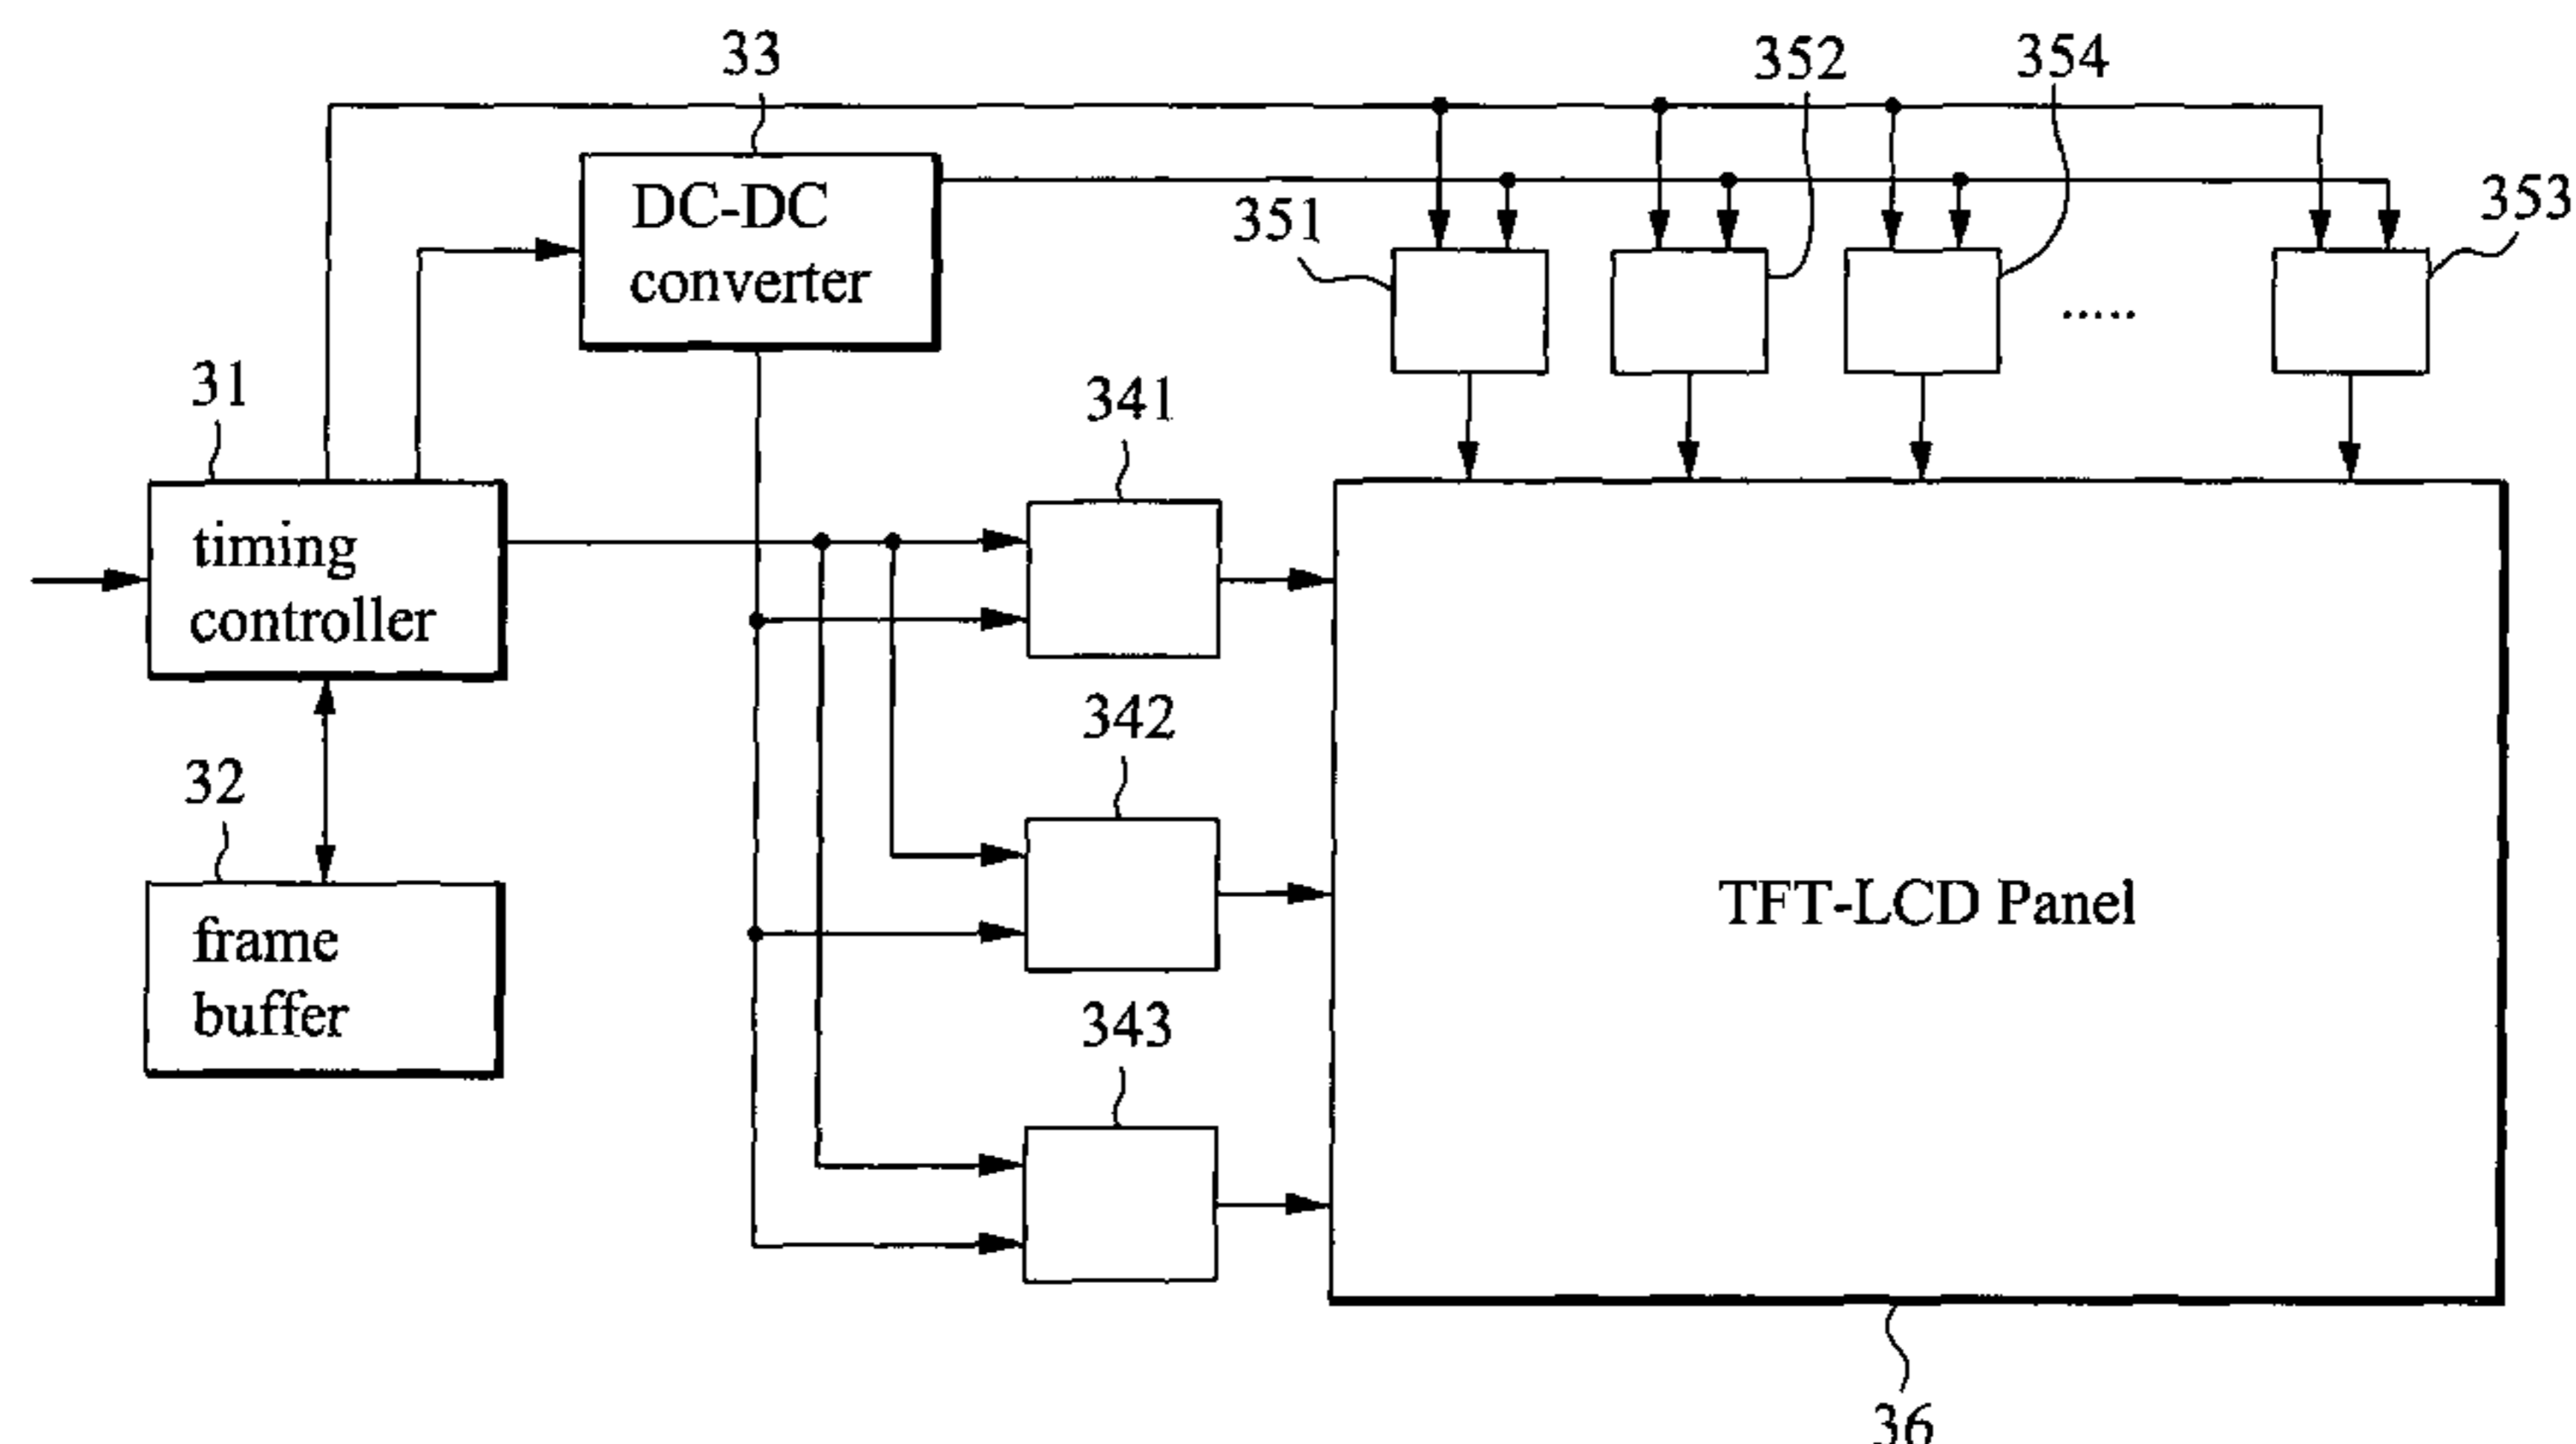 33
352
354
DC-DC
converter
351
353
31
341
timing
controller
342
32
frame
buffer
TFT-LCD Panel
343
36